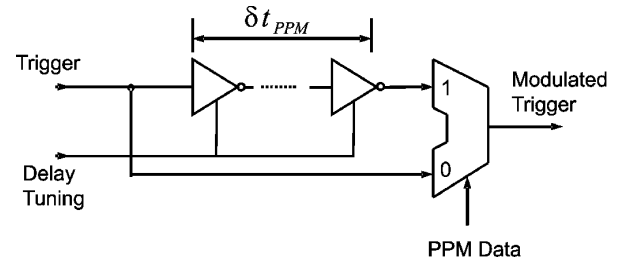 δt_PPM
Trigger
1
Modulated
Trigger
0
Delay
Tuning
PPM Data